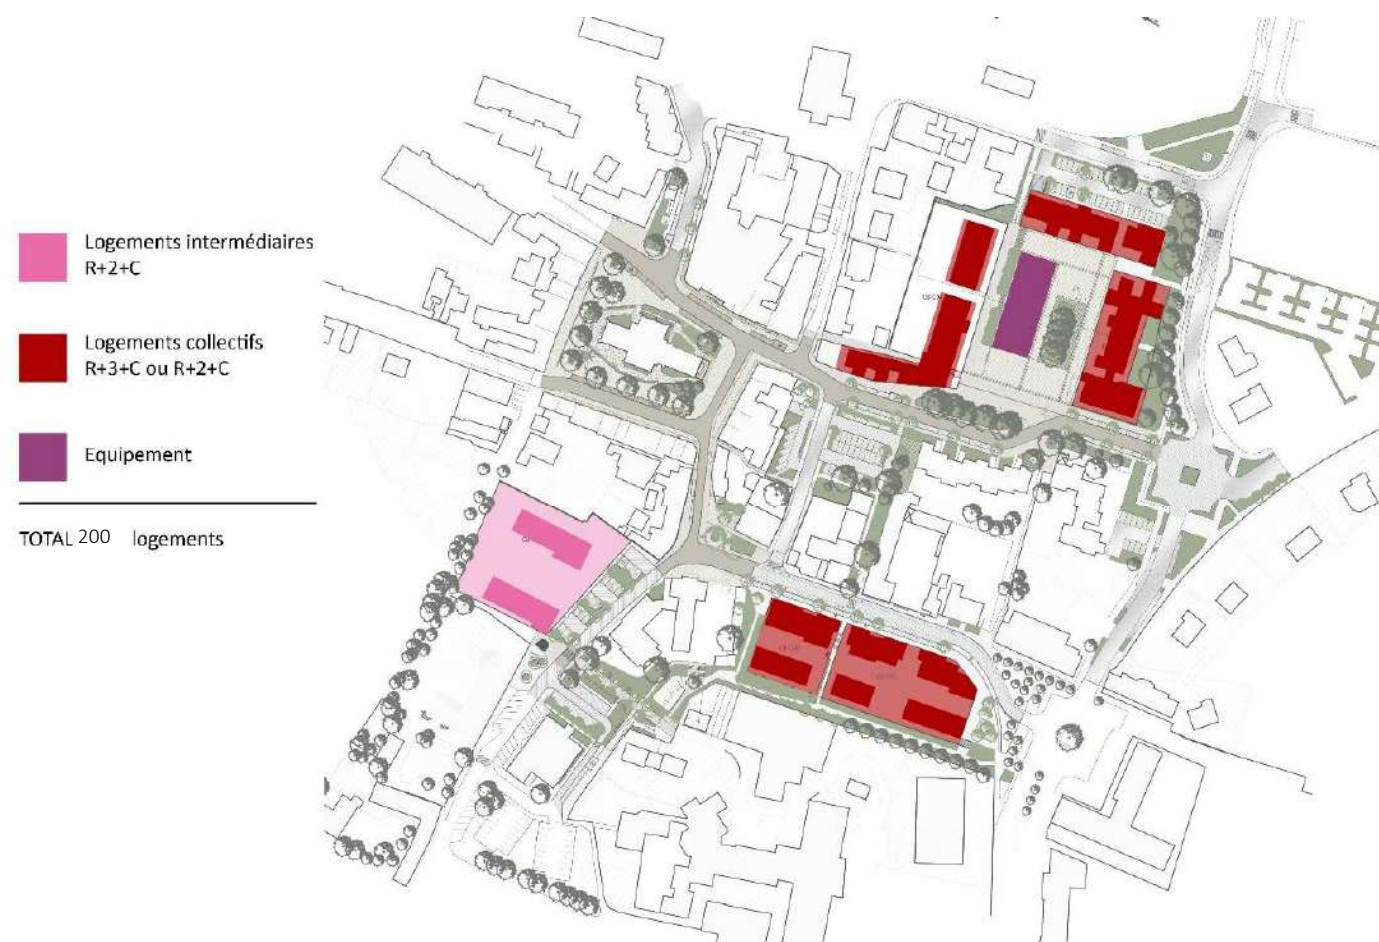 Logements intermédiaires
R+2+C
Logements collectifs
R+3+C ou R+2+C
Equipement
TOTAL 200 logements